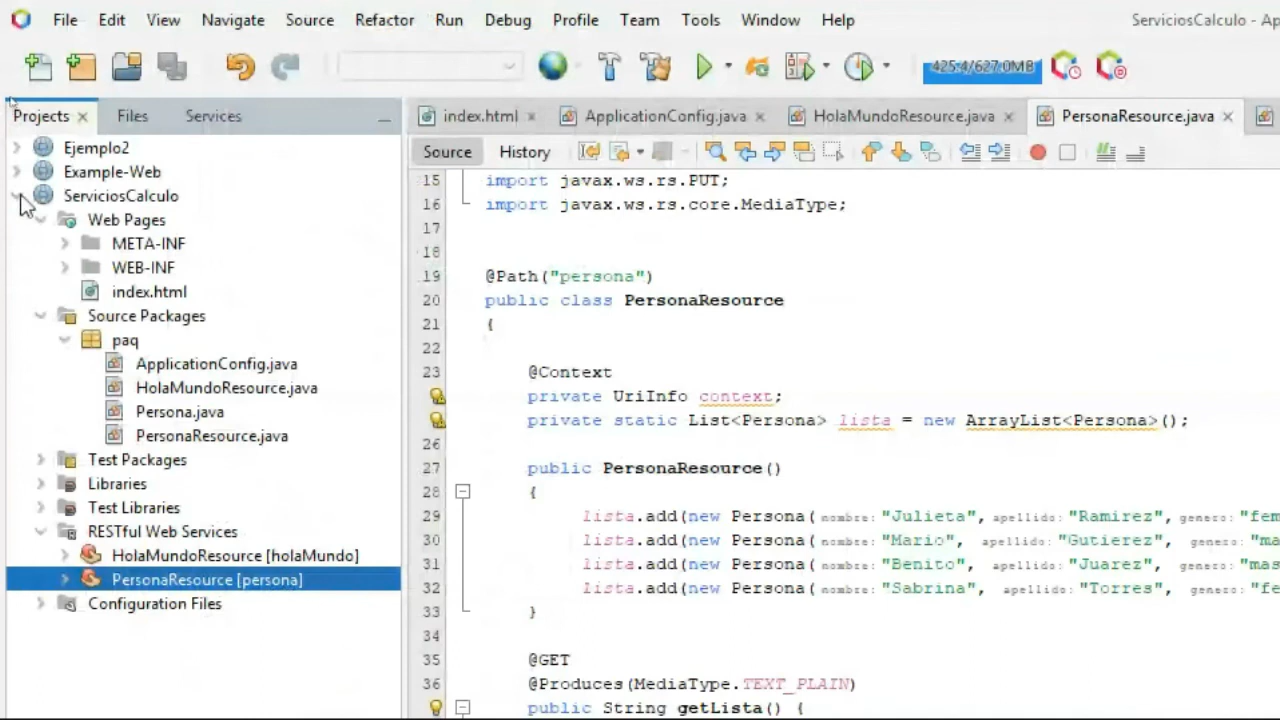 File Edit View Navigate Source Refactor Run Debug Profile Team Tools Window Help
ServiciosCalculo - Ap
425.4/627.0MB
Projects Files Services
index.html ApplicationConfig.java HolaMundoResource.java PersonaResource.java
Source History
Ejemplo2
Example-Web
ServiciosCalculo
Web Pages
META-INF
WEB-INF
index.html
Source Packages
paq
ApplicationConfig.java
HolaMundoResource.java
Persona.java
PersonaResource.java
Test Packages
Libraries
Test Libraries
RESTful Web Services
HolaMundoResource [holaMundo]
PersonaResource [persona]
Configuration Files
15 import javax.ws.rs.PUT;
16 import javax.ws.rs.core.MediaType;
17
18
19 @Path("persona")
20 public class PersonaResource
21 {
22
23 @Context
private UriInfo context;
private static List<Persona> lista = new ArrayList<Persona>();
26
27 public PersonaResource()
28 {
29 lista.add(new Persona( nombre: "Julieta", apellido: "Ramirez", genero: "fem
30 lista.add(new Persona( nombre: "Mario", apellido: "Gutierez", genero: "ma
31 lista.add(new Persona( nombre: "Benito", apellido: "Juarez", genero: "mas
32 lista.add(new Persona( nombre: "Sabrina", apellido: "Torres", genero: "fe
33 }
34
35 @GET
36 @Produces(MediaType.TEXT_PLAIN)
public String getLista() {